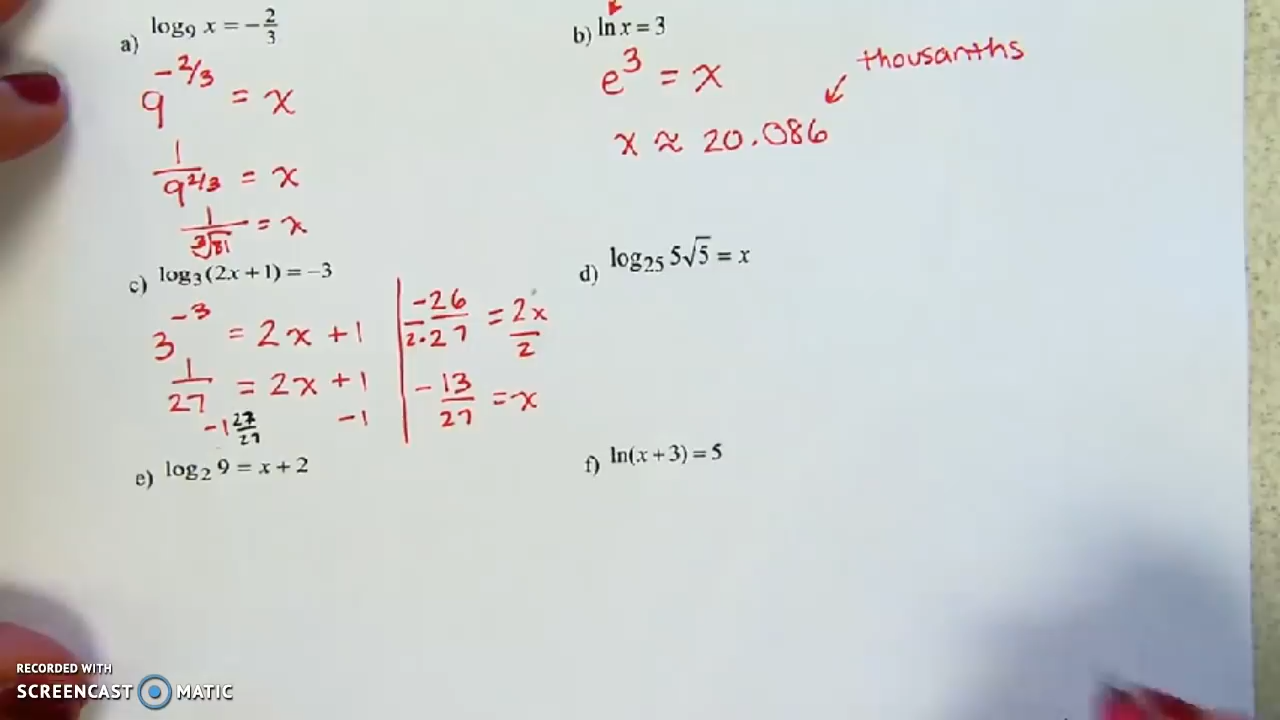 a) log₉ x = -2/3
9^(-2/3) = x
1/9^(2/3) = x
1/∛81 = x
b) ln x = 3
e³ = x
thousanths
x ≈ 20.086
c) log₃(2x + 1) = -3
3^(-3) = 2x + 1
1/27 = 2x + 1
-1 27/27 -1
-26/2·27 = 2x/2
-13/27 = x
d) log₂₅ 5√5 = x
e) log₂ 9 = x + 2
f) ln(x + 3) = 5
RECORDED WITH
SCREENCAST MATIC